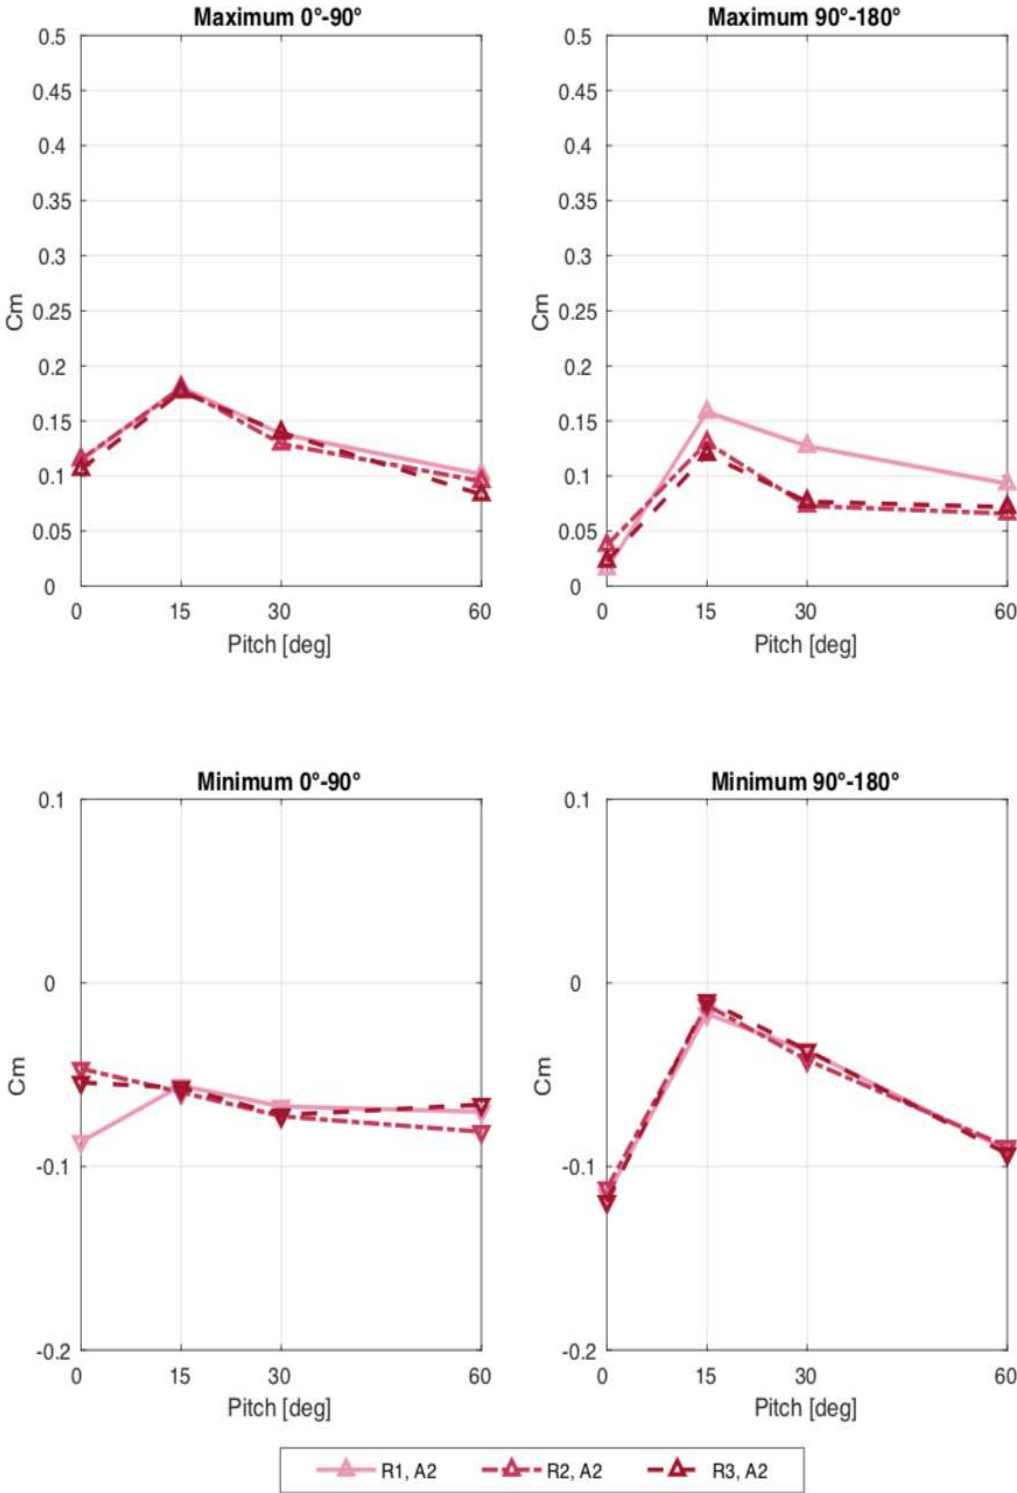 Maximum 0°-90°
0.5
0.45
0.4
0.35
0.3
0.25
0.2
0.15
0.1
0.05
0
Cm
0 15 30 60
Pitch [deg]
Maximum 90°-180°
0.5
0.45
0.4
0.35
0.3
0.25
0.2
0.15
0.1
0.05
0
Cm
0 15 30 60
Pitch [deg]
Minimum 0°-90°
0.1
0
-0.1
-0.2
Cm
0 15 30 60
Pitch [deg]
Minimum 90°-180°
0.1
0
-0.1
-0.2
Cm
0 15 30 60
Pitch [deg]
R1, A2 R2, A2 R3, A2